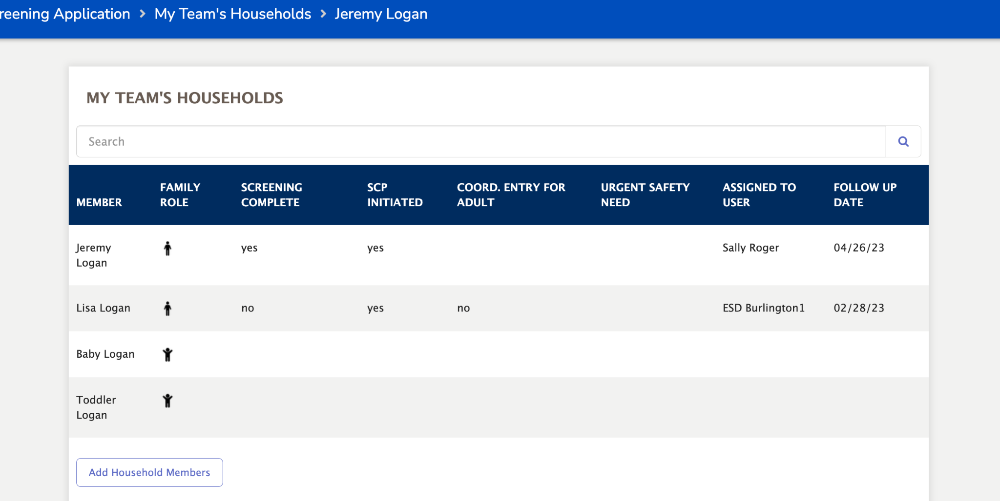 reening Application > My Team's Households > Jeremy Logan
MY TEAM'S HOUSEHOLDS
Search
MEMBER FAMILY ROLE SCREENING COMPLETE SCP INITIATED COORD. ENTRY FOR ADULT URGENT SAFETY NEED ASSIGNED TO USER FOLLOW UP DATE
Jeremy Logan yes yes Sally Roger 04/26/23
Lisa Logan no yes no ESD Burlington1 02/28/23
Baby Logan
Toddler Logan
Add Household Members